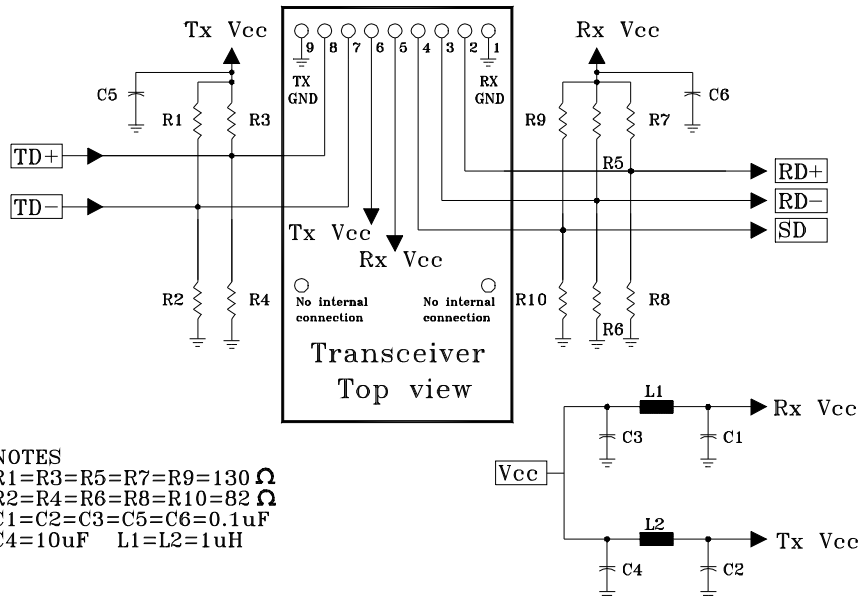 Tx Vcc
Rx Vcc
9 8 7 6 5 4 3 2 1
C5
TX
GND
RX
GND
C6
R1
R3
R9
R7
TD+
R5
RD+
TD-
RD-
Tx Vcc
SD
Rx Vcc
R2
R4
No internal
connection
No internal
connection
R10
R8
R6
Transceiver
Top view
L1
Rx Vcc
C3
C1
Vcc
NOTES
R1=R3=R5=R7=R9=130 Ω
R2=R4=R6=R8=R10=82 Ω
C1=C2=C3=C5=C6=0.1uF
C4=10uF L1=L2=1uH
L2
Tx Vcc
C4
C2